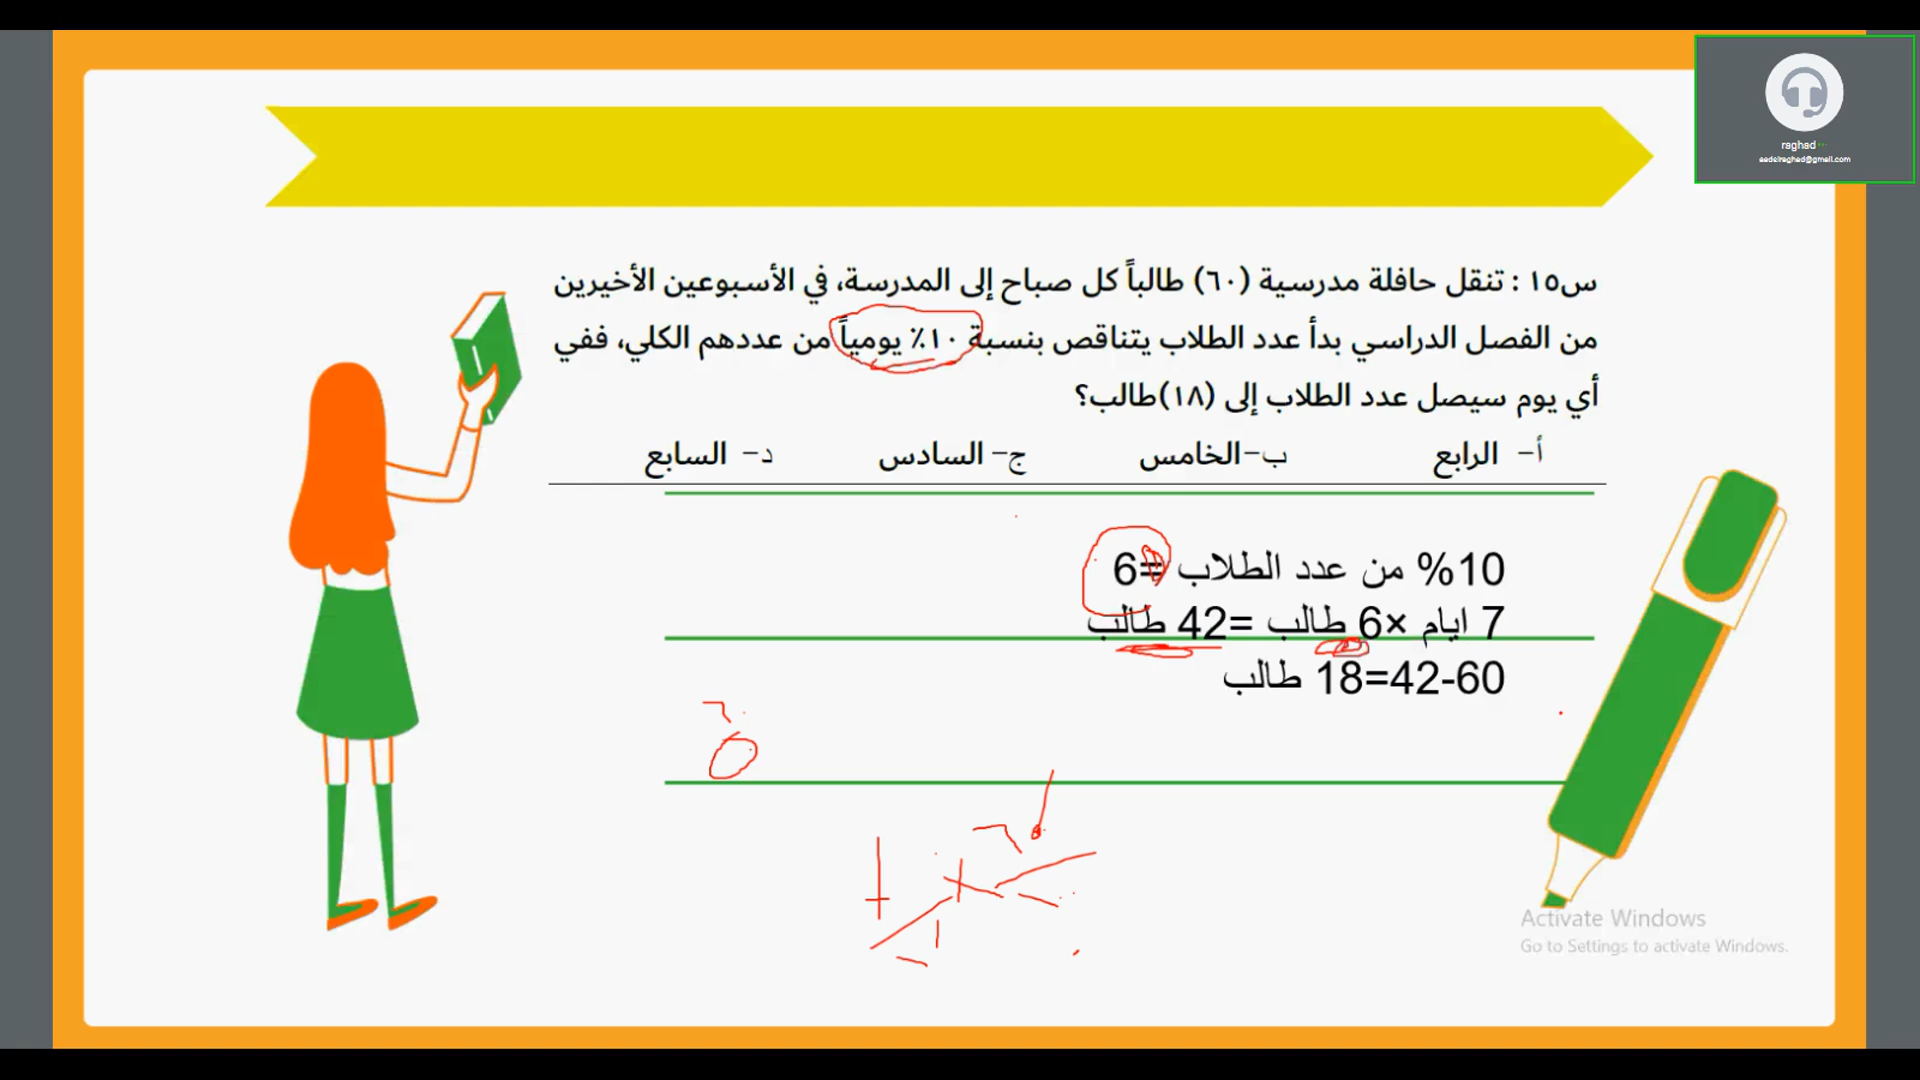 raghad
aedelraghad@gmail.com
س١٥ : تنقل حافلة مدرسية (٦٠) طالباً كل صباح إلى المدرسة، في الأسبوعين الأخيرين
من الفصل الدراسي بدأ عدد الطلاب يتناقص بنسبة ١٠٪ يومياً من عددهم الكلي، ففي
أي يوم سيصل عدد الطلاب إلى (١٨)طالب؟
أ- الرابع ب-الخامس ج- السادس د- السابع
10% من عدد الطلاب =6
7 ايام ×6 طالب =42 طالب
60-42=18 طالب
Activate Windows
Go to Settings to activate Windows.